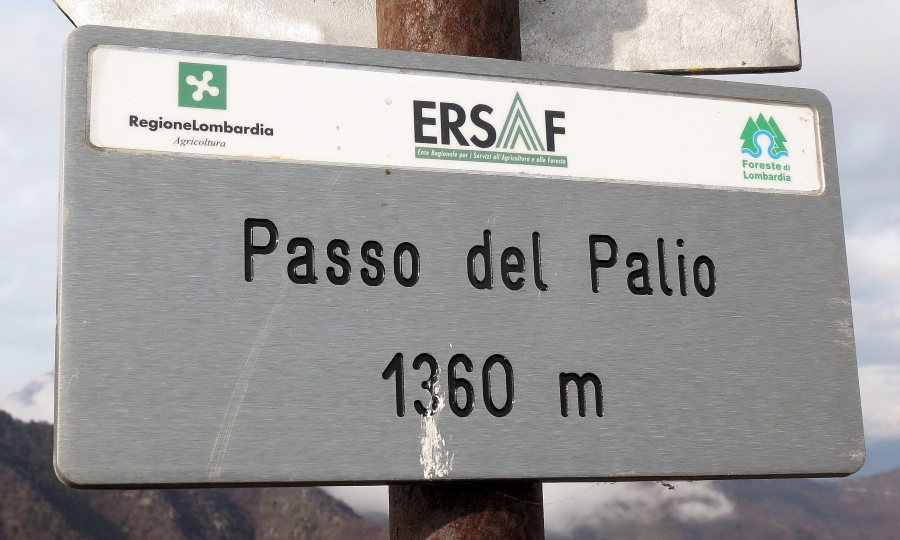 RegioneLombardia
Agricoltura
ERSAF
Ente Regionale per i Servizi all'Agricoltura e alle Foreste
Foreste di
Lombardia
Passo del Palio
1360 m